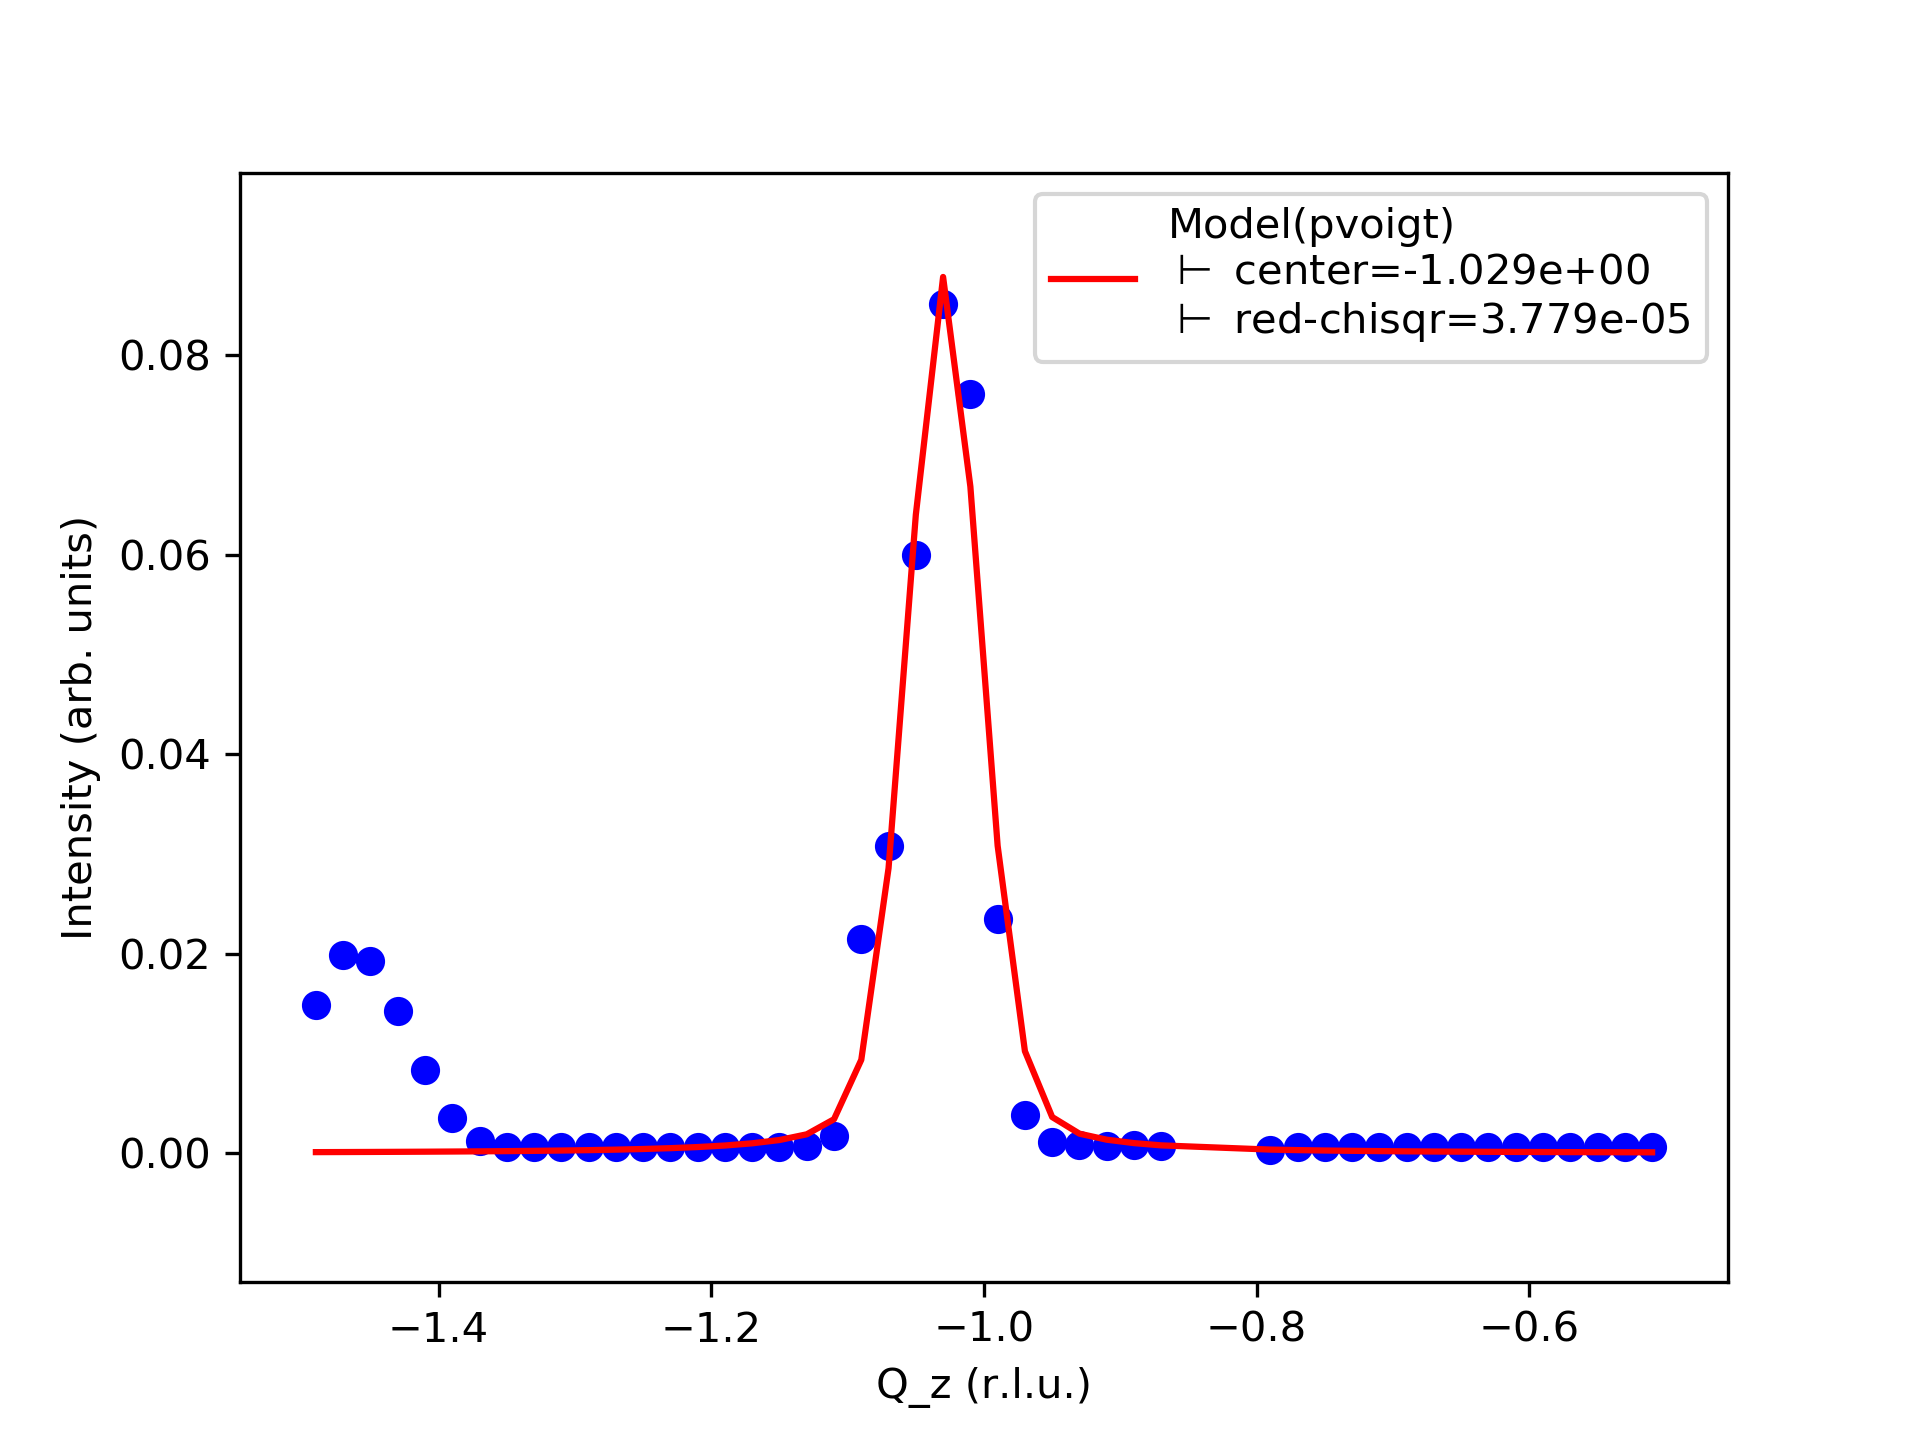 Model(pvoigt)
⊢ center=-1.029e+00
⊢ red-chisqr=3.779e-05
Intensity (arb. units)
0.08
0.06
0.04
0.02
0.00
−1.4 −1.2 −1.0 −0.8 −0.6
Q_z (r.l.u.)